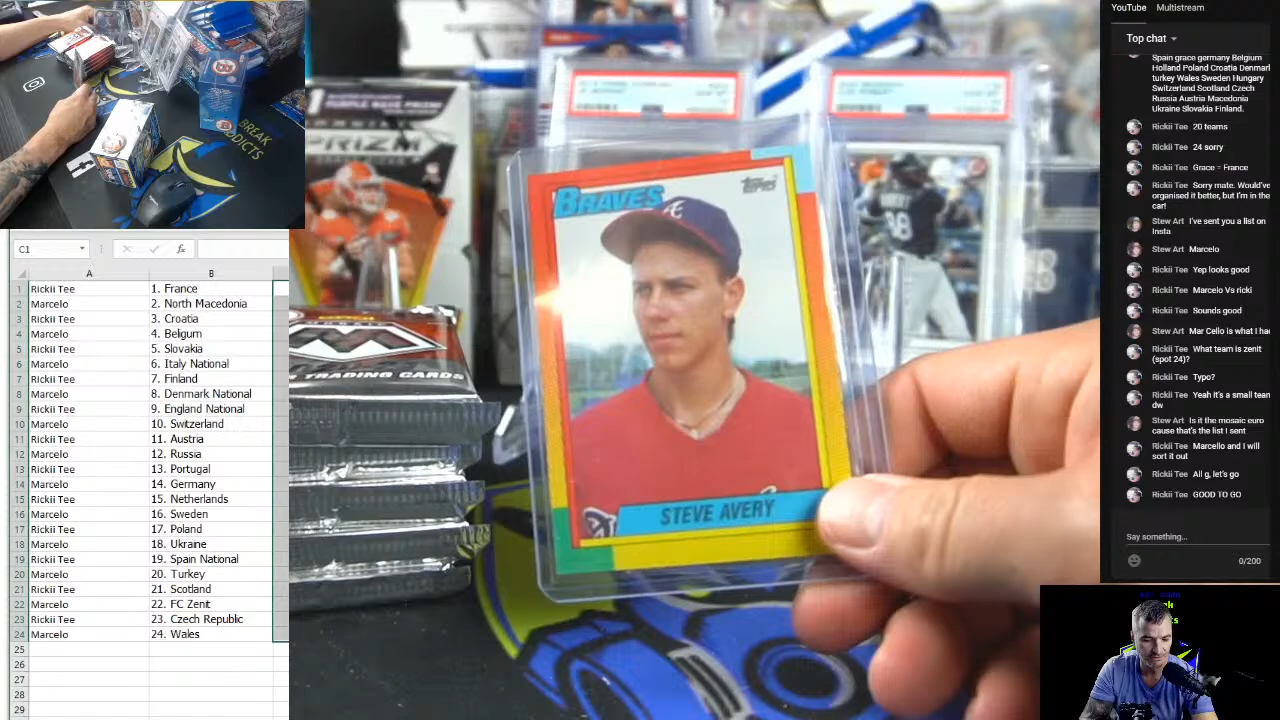 YouTube Multistream
Top chat
Spain graco germany Belgium
Holland Poland Croatia Denmar
turkey Wales Sweden Hungary
Switzerland Scotland Czech
Russia Austria Macedonia
Ukraine Slovakia Finland.
Rickii Tee 20 teams
Rickii Tee 24 sorry
Rickii Tee Grace = France
Rickii Tee Sorry mate. Would've
organised it better, but I'm in the
car!
Stew Art I've sent you a list on
Insta
Stew Art Marcelo
Rickii Tee Yep looks good
Rickii Tee Marcelo Vs ricki
Rickii Tee Sounds good
Stew Art Mar Cello is what I ha
Rickii Tee What team is zenit
(spot 24)?
Rickii Tee Typo?
Rickii Tee Yeah it's a small team
dw
Stew Art Is it the mosaic euro
cause that's the list I sent
Rickii Tee Marcello and I will
sort it out
Rickii Tee All g, let's go
Rickii Tee GOOD TO GO
Say something...
0/200
C1 fx
A B
1 Rickii Tee 1. France
2 Marcelo 2. North Macedonia
3 Rickii Tee 3. Croatia
4 Marcelo 4. Beligum
5 Rickii Tee 5. Slovakia
6 Marcelo 6. Italy National
7 Rickii Tee 7. Finland
8 Marcelo 8. Denmark National
9 Rickii Tee 9. England National
10 Marcelo 10. Switzerland
11 Rickii Tee 11. Austria
12 Marcelo 12. Russia
13 Rickii Tee 13. Portugal
14 Marcelo 14. Germany
15 Rickii Tee 15. Netherlands
16 Marcelo 16. Sweden
17 Rickii Tee 17. Poland
18 Marcelo 18. Ukraine
19 Rickii Tee 19. Spain National
20 Marcelo 20. Turkey
21 Rickii Tee 21. Scotland
22 Marcelo 22. FC Zenit
23 Rickii Tee 23. Czech Republic
24 Marcelo 24. Wales
25
26
27
28
29
BREAK
ADDICTS
PURPLE WAVE PRIZM
PRIZM
TRADING CARDS
BRAVES
Topps
STEVE AVERY